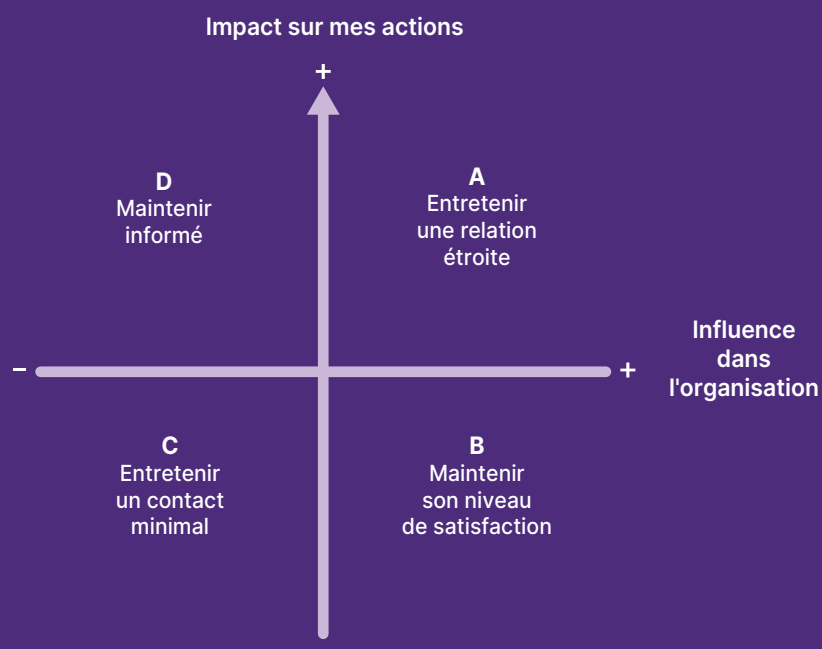 Impact sur mes actions
+
D
Maintenir
informé
A
Entretenir
une relation
étroite
–
+
Influence
dans
l'organisation
C
Entretenir
un contact
minimal
B
Maintenir
son niveau
de satisfaction